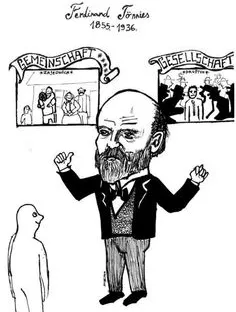 Ferdinand Tönnies
1855-1936.
GEMEINSCHAFT
GESELLSCHAFT